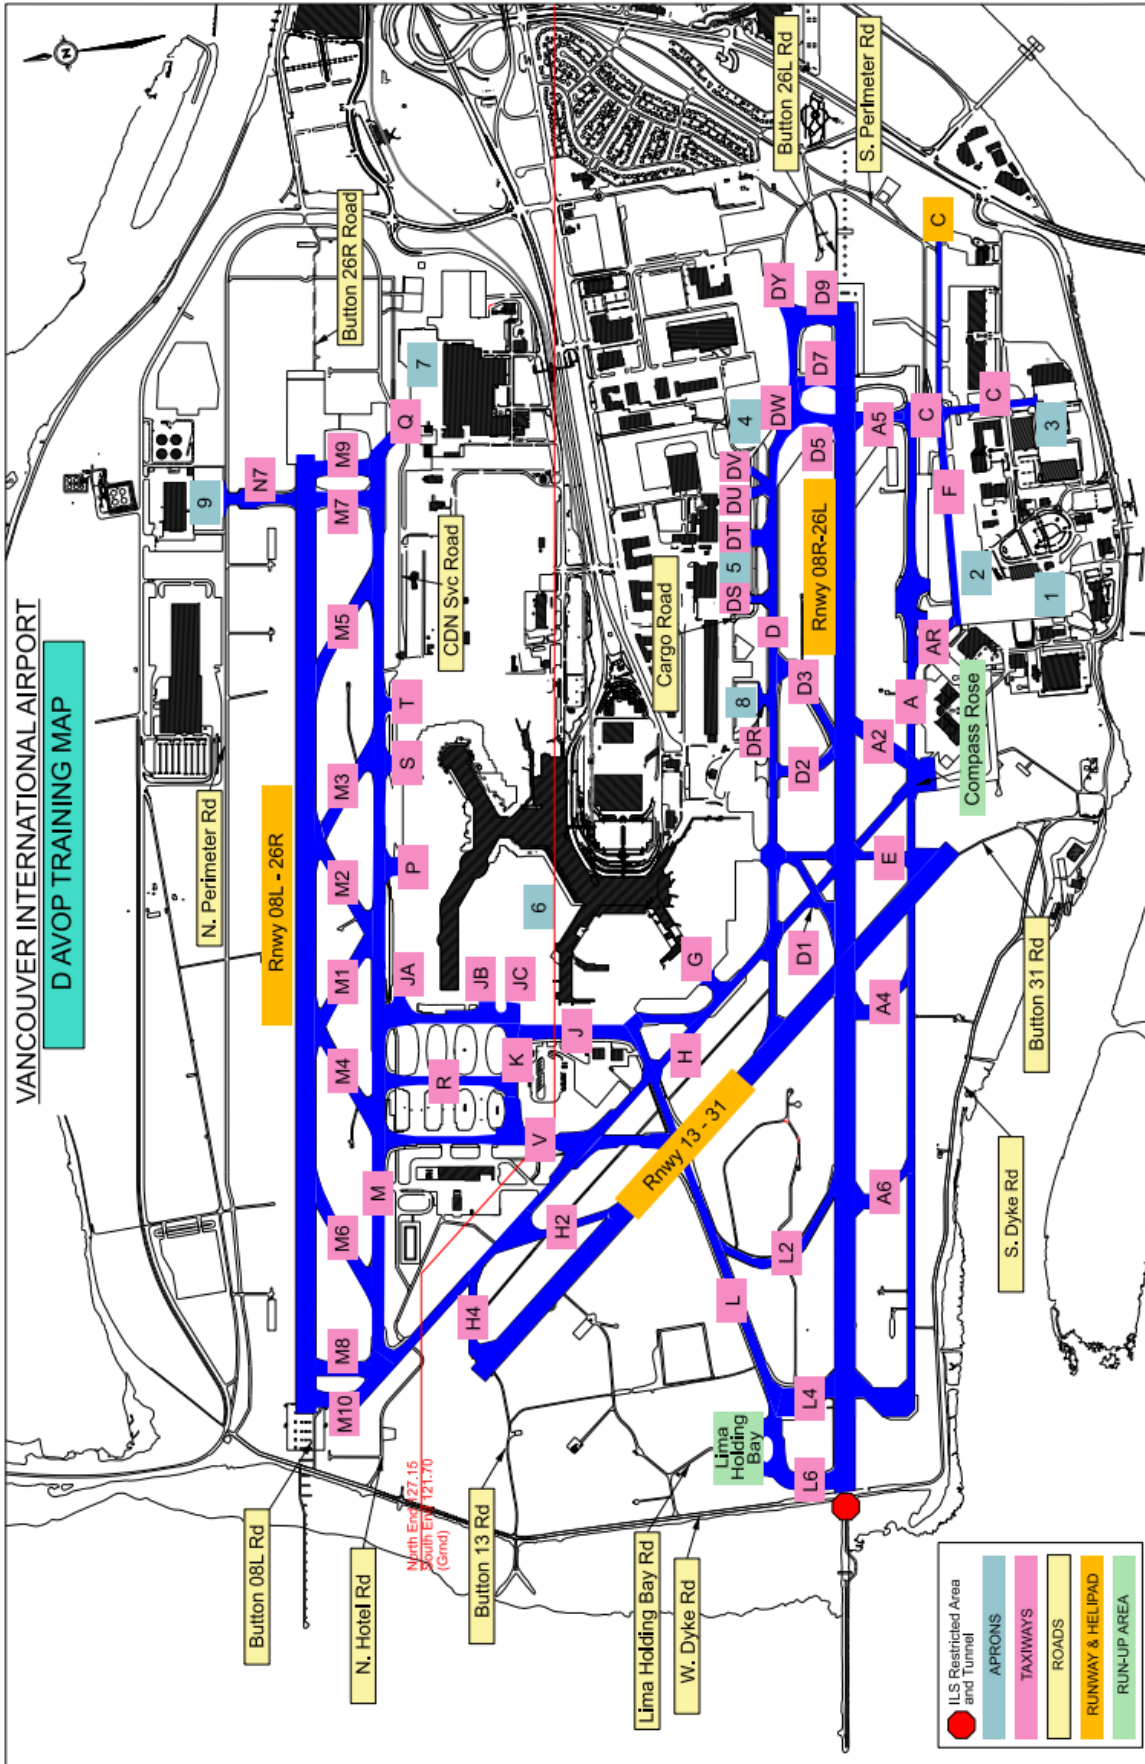 VANCOUVER INTERNATIONAL AIRPORT
D AVOP TRAINING MAP
N
Button 26R Road
N. Perimeter Rd
Rnwy 08L - 26R
Button 08L Rd
N. Hotel Rd
North End 127.15
South End 121.70
(Grnd)
Button 13 Rd
Lima Holding Bay Rd
W. Dyke Rd
CDN Svc Road
Cargo Road
Button 26L Rd
S. Perimeter Rd
Rnwy 08R-26L
Rnwy 13 - 31
Compass Rose
Button 31 Rd
S. Dyke Rd
Lima
Holding
Bay
9
N7
M9
M7
Q
7
M5
T
S
M3
M2
P
M1
JA
JB
JC
M4
R
K
J
V
M
M6
M8
M10
6
G
H
H2
H4
DY
D9
D7
DW
4
D5
DV
DU
DT
5
DS
D
D3
8
DR
D2
D1
E
A5
C
C
C
3
F
2
1
AR
A
A2
A4
A6
L2
L
L4
L6
ILS Restricted Area
and Tunnel
APRONS
TAXIWAYS
ROADS
RUNWAY & HELIPAD
RUN-UP AREA